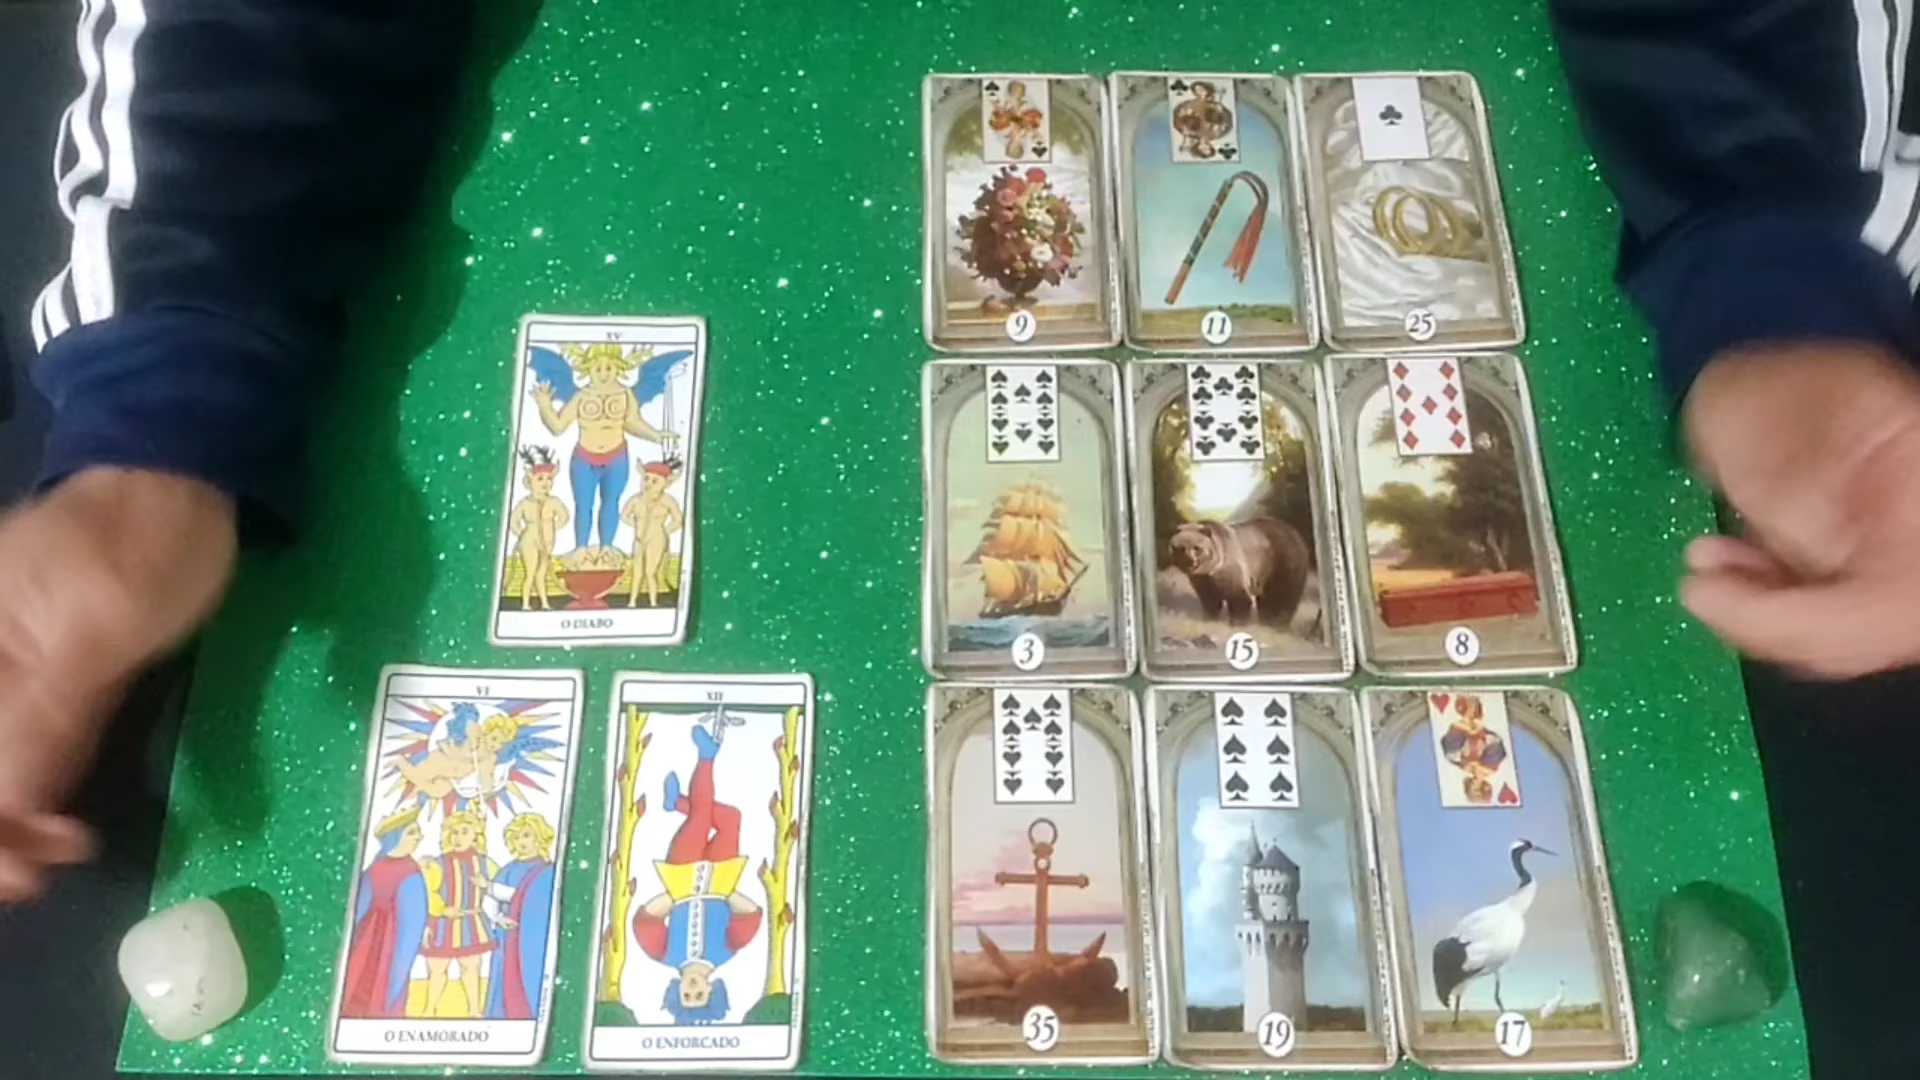 XV
O DIABO
VI
O ENAMORADO
XII
O ENFORCADO
9
11
25
3
15
8
35
19
17